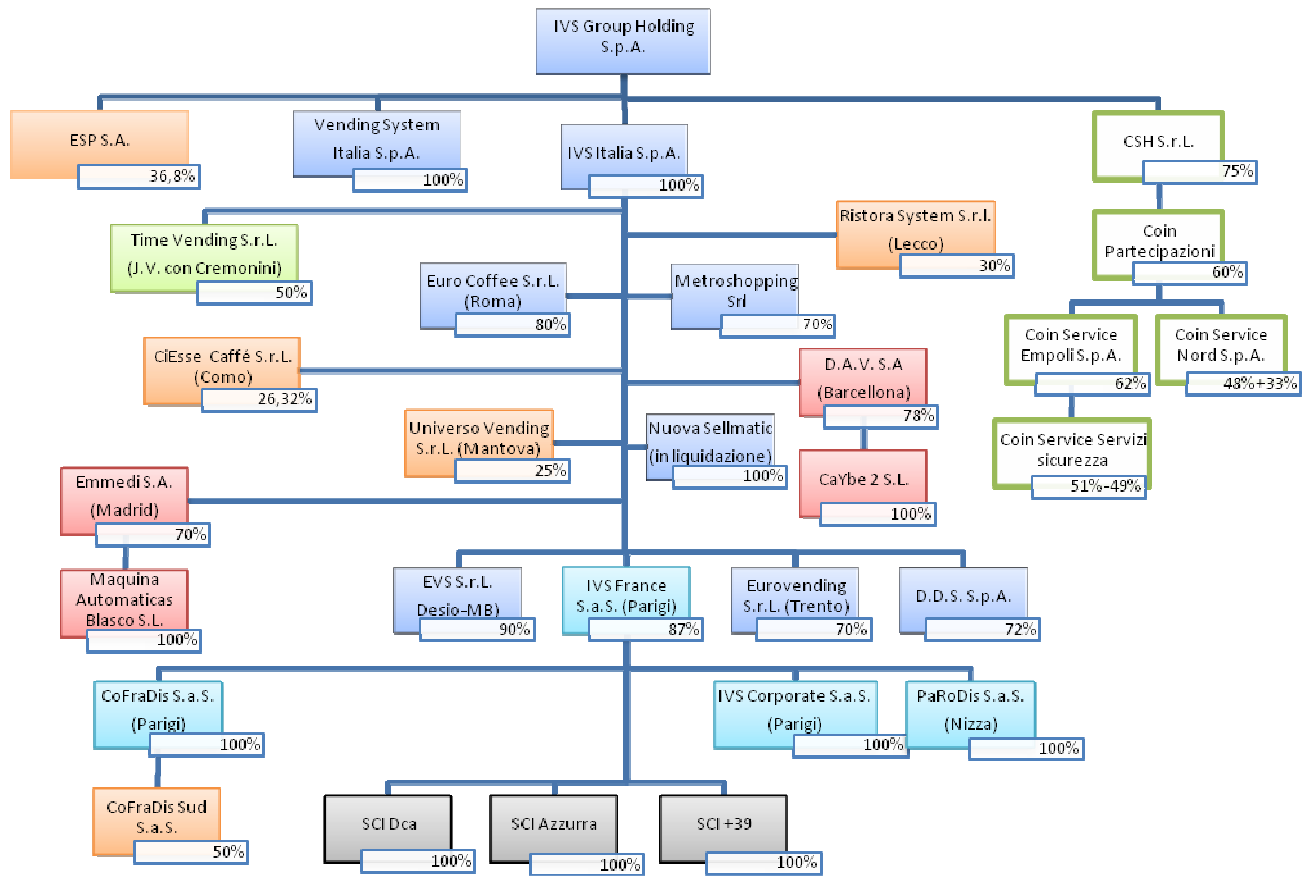 IVS Group Holding
S.p.A.
ESP S.A.
36,8%
Vending System
Italia S.p.A.
100%
IVS Italia S.p.A.
100%
CSH S.r.L.
75%
Time Vending S.r.L.
(J.V. con Cremonini)
50%
Ristora System S.r.l.
(Lecco)
30%
Coin
Partecipazioni
60%
Euro Coffee S.r.L.
(Roma)
80%
Metroshopping
Srl
70%
Coin Service
Empoli S.p.A.
62%
Coin Service
Nord S.p.A.
48%+33%
CiEsse Caffé S.r.L.
(Como)
26,32%
D.A.V. S.A
(Barcellona)
78%
Universo Vending
S.r.L. (Mantova)
25%
Nuova Sellmatic
(in liquidazione)
100%
Coin Service Servizi
sicurezza
51%-49%
CaYbe 2 S.L.
100%
Emmedi S.A.
(Madrid)
70%
Maquina
Automaticas
Blasco S.L.
100%
EVS S.r.L.
Desio-MB)
90%
IVS France
S.a.S. (Parigi)
87%
Eurovending
S.r.L. (Trento)
70%
D.D.S. S.p.A.
72%
CoFraDis S.a.S.
(Parigi)
100%
IVS Corporate S.a.S.
(Parigi)
100%
PaRoDis S.a.S.
(Nizza)
100%
CoFraDis Sud
S.a.S.
50%
SCI Dca
100%
SCI Azzurra
100%
SCI +39
100%